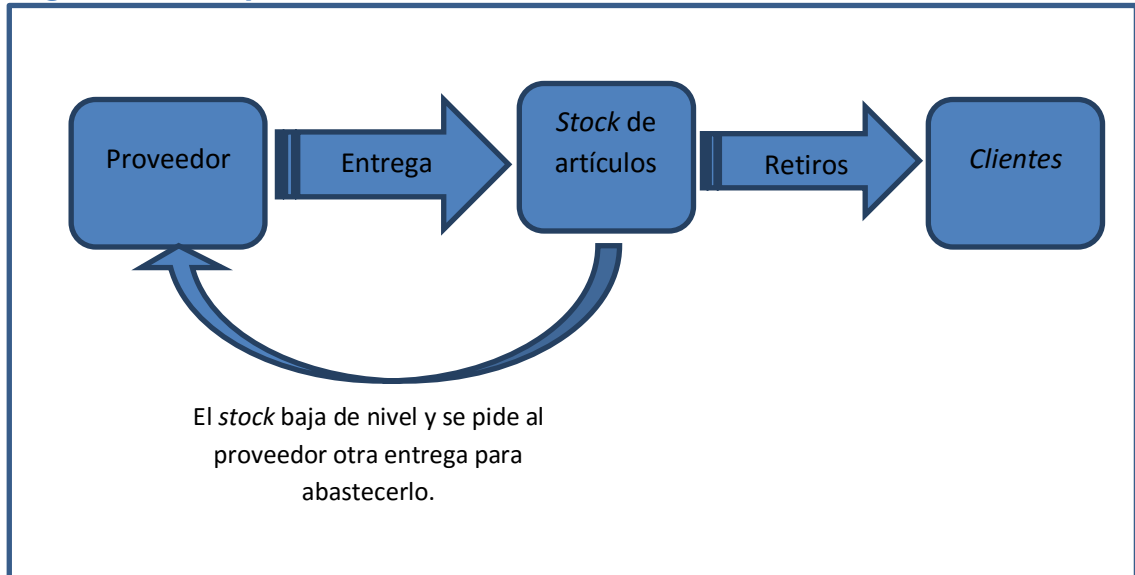 Proveedor
Entrega
Stock de
artículos
Retiros
Clientes
El stock baja de nivel y se pide al
proveedor otra entrega para
abastecerlo.